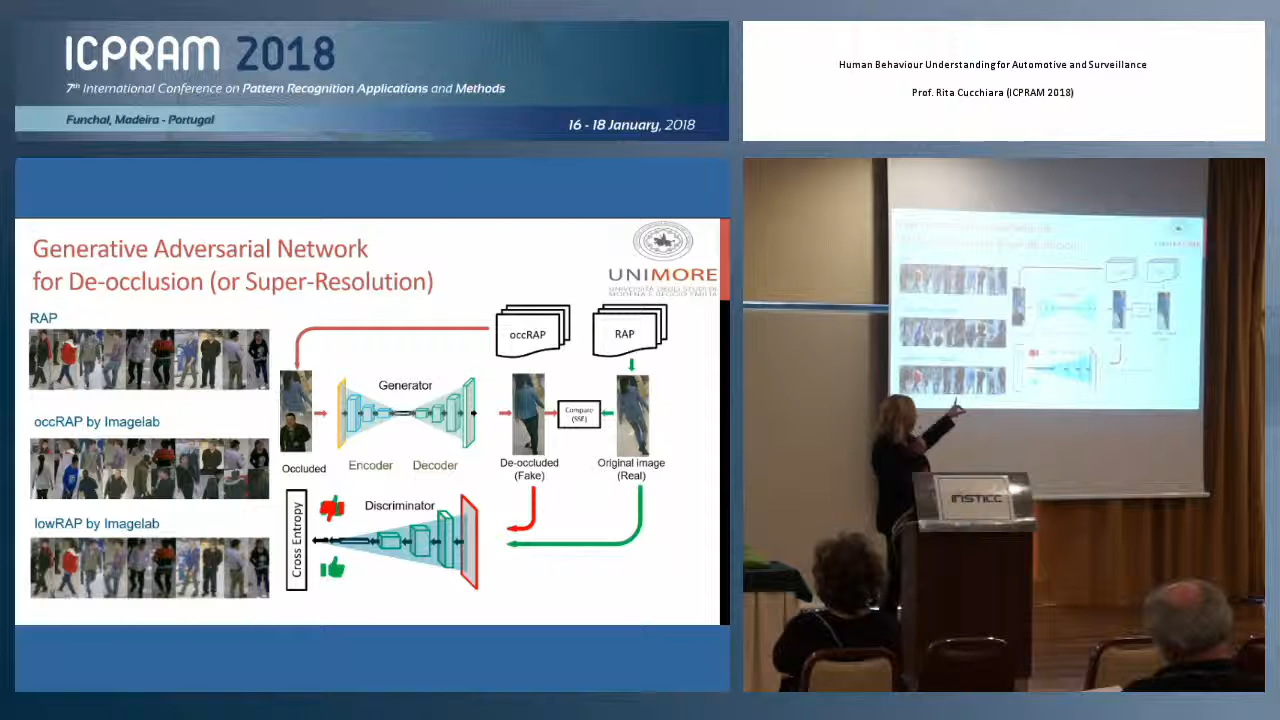 ICPRAM 2018
7th International Conference on Pattern Recognition Applications and Methods
Funchal, Madeira - Portugal
16 - 18 January, 2018
Human Behaviour Understanding for Automotive and Surveillance
Prof. Rita Cucchiara (ICPRAM 2018)
Generative Adversarial Network
for De-occlusion (or Super-Resolution)
UNIMORE
UNIVERSITÀ DEGLI STUDI DI
MODENA E REGGIO EMILIA
RAP
occRAP by Imagelab
lowRAP by Imagelab
occRAP
RAP
Generator
Compare
(SSE)
Occluded
Encoder
Decoder
De-occluded
(Fake)
Original image
(Real)
Cross Entropy
Discriminator
INSTICC